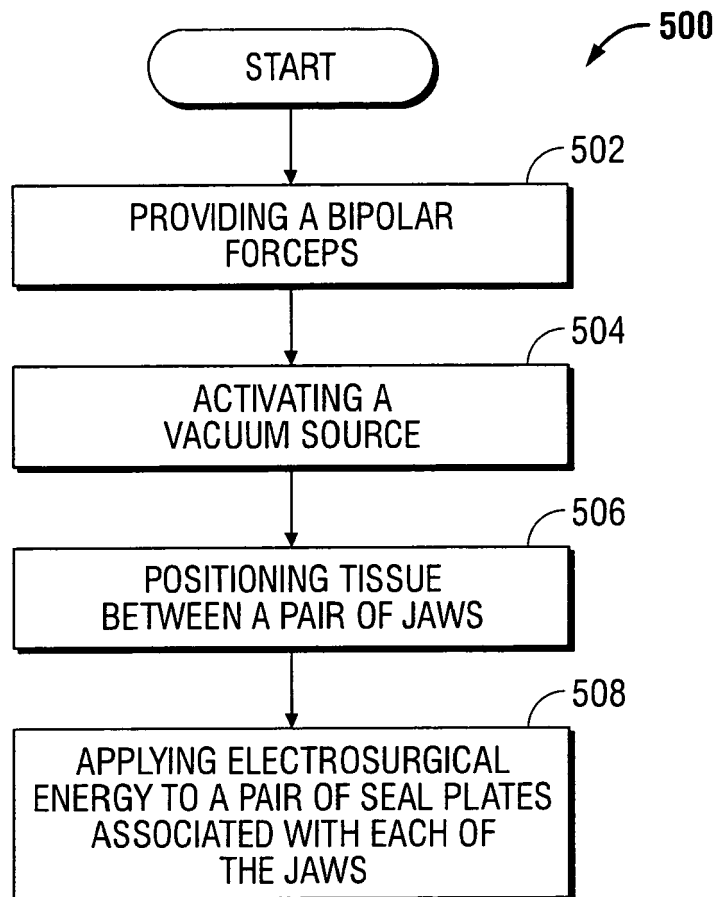 500
START
502
PROVIDING A BIPOLAR
FORCEPS
504
ACTIVATING A
VACUUM SOURCE
506
POSITIONING TISSUE
BETWEEN A PAIR OF JAWS
508
APPLYING ELECTROSURGICAL
ENERGY TO A PAIR OF SEAL PLATES
ASSOCIATED WITH EACH OF
THE JAWS